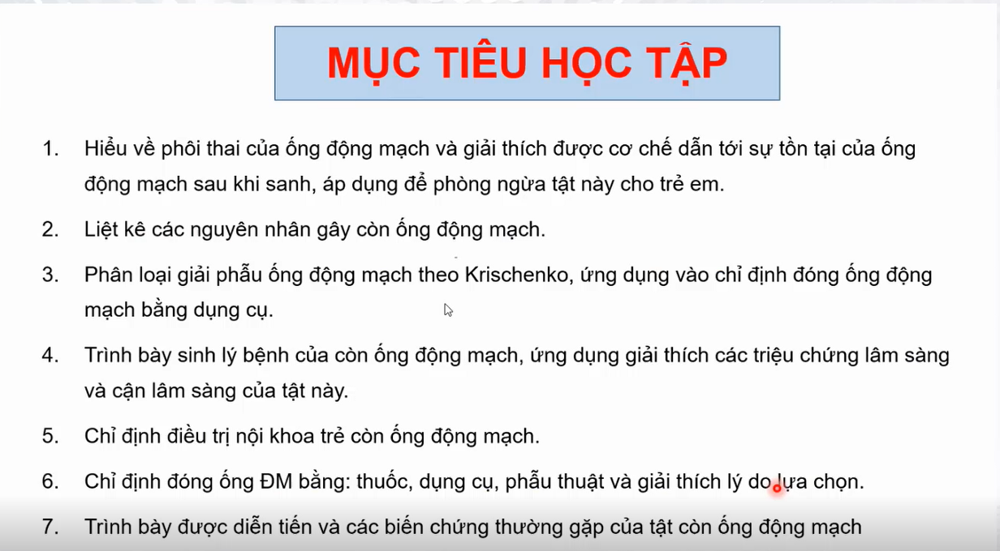 MỤC TIÊU HỌC TẬP
1. Hiểu về phôi thai của ống động mạch và giải thích được cơ chế dẫn tới sự tồn tại của ống
động mạch sau khi sanh, áp dụng để phòng ngừa tật này cho trẻ em.
2. Liệt kê các nguyên nhân gây còn ống động mạch.
3. Phân loại giải phẫu ống động mạch theo Krischenko, ứng dụng vào chỉ định đóng ống động
mạch bằng dụng cụ.
4. Trình bày sinh lý bệnh của còn ống động mạch, ứng dụng giải thích các triệu chứng lâm sàng
và cận lâm sàng của tật này.
5. Chỉ định điều trị nội khoa trẻ còn ống động mạch.
6. Chỉ định đóng ống ĐM bằng: thuốc, dụng cụ, phẫu thuật và giải thích lý do lựa chọn.
7. Trình bày được diễn tiến và các biến chứng thường gặp của tật còn ống động mạch